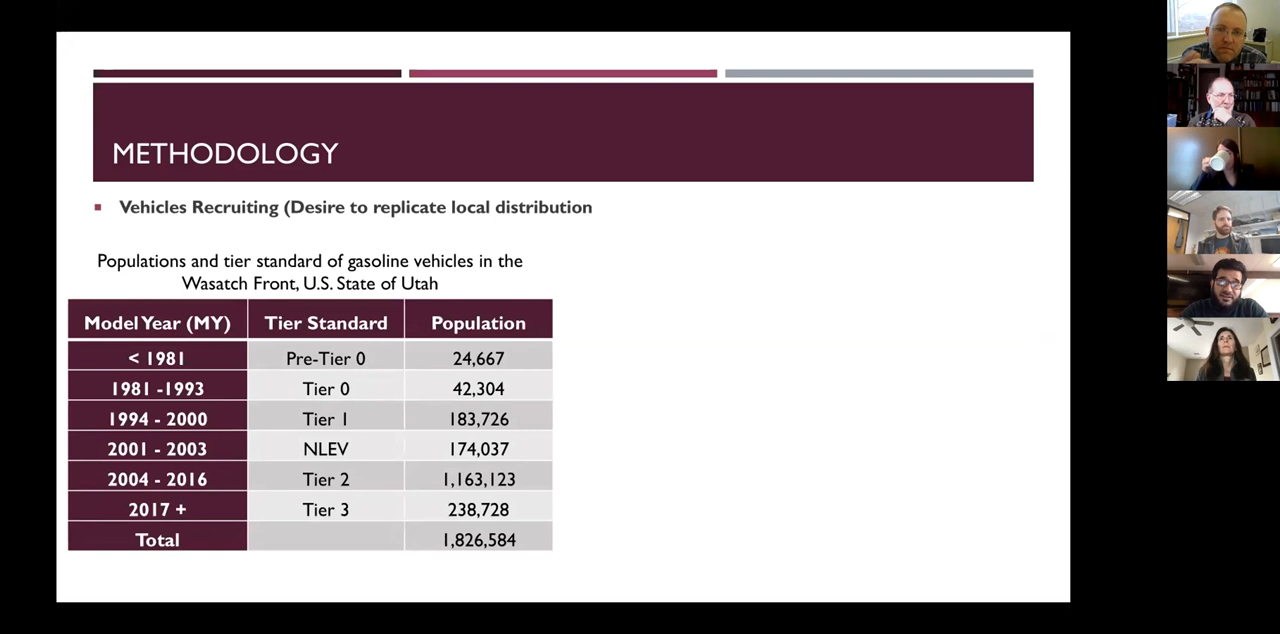 METHODOLOGY
Vehicles Recruiting (Desire to replicate local distribution
Populations and tier standard of gasoline vehicles in the
Wasatch Front, U.S. State of Utah
Model Year (MY) Tier Standard Population
< 1981 Pre-Tier 0 24,667
1981 -1993 Tier 0 42,304
1994 - 2000 Tier 1 183,726
2001 - 2003 NLEV 174,037
2004 - 2016 Tier 2 1,163,123
2017 + Tier 3 238,728
Total 1,826,584